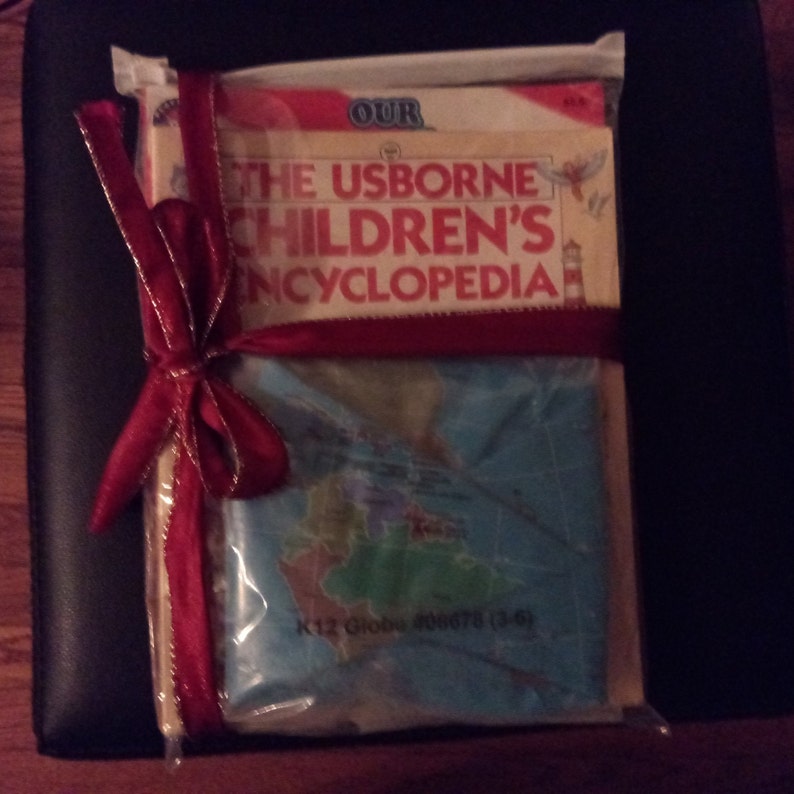 OUR
THE USBORNE
CHILDREN'S
ENCYCLOPEDIA
K12 Globe #08678 (3-6)